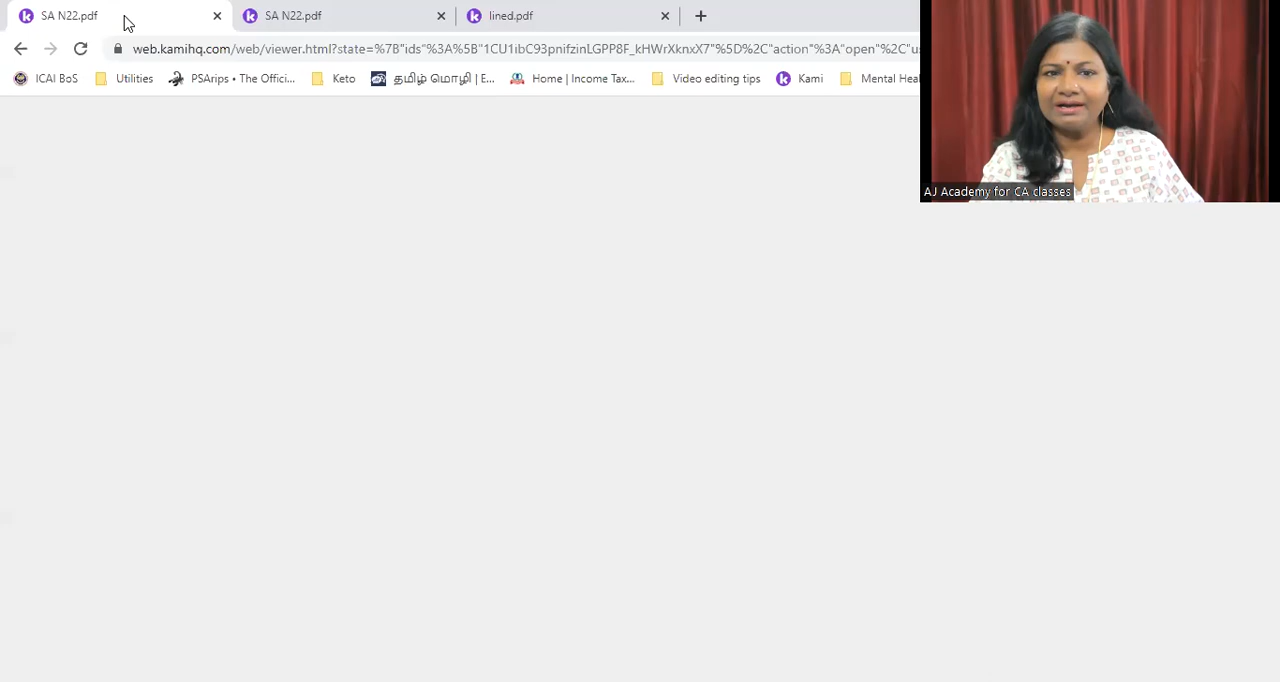 SA N22.pdf
SA N22.pdf
lined.pdf
web.kamihq.com/web/viewer.html?state=%7B"ids"%3A%5B"1CU1ibC93pnifzinLGPP8F_kHWrXknxX7"%5D%2C"action"%3A"open"%2C"u
ICAI BoS Utilities PSArips • The Offici... Keto தமிழ் மொழி | E... Home | Income Tax... Video editing tips Kami Mental Hea
AJ Academy for CA classes